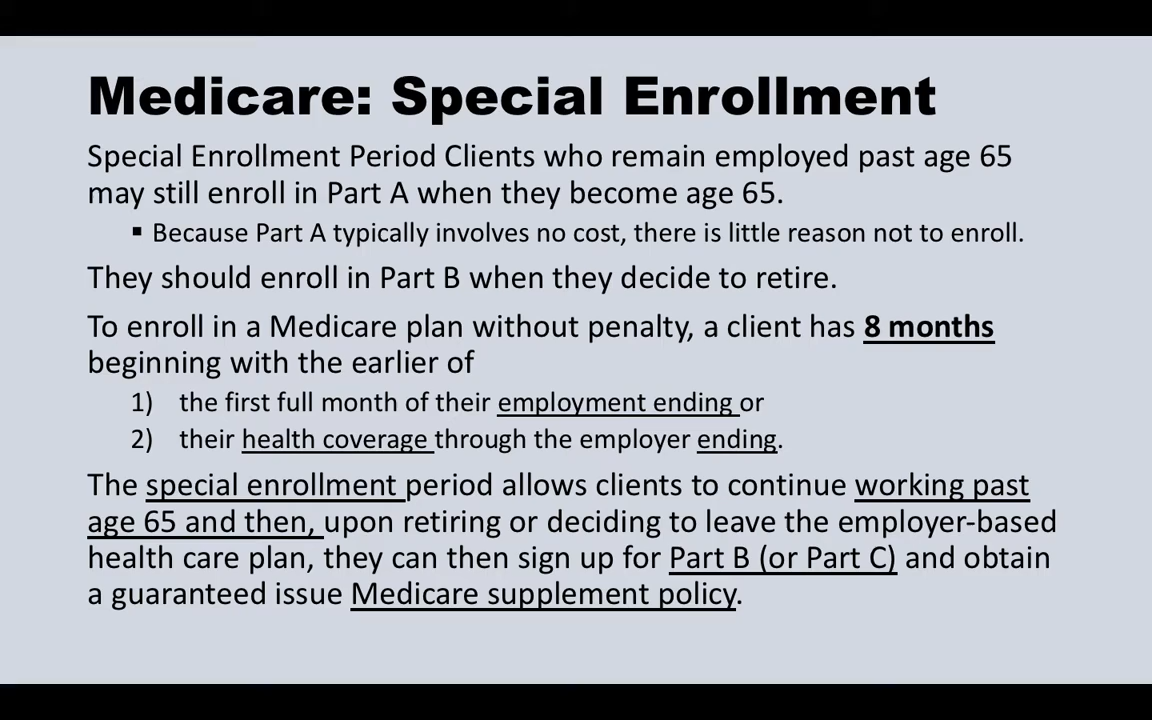 Medicare: Special Enrollment
Special Enrollment Period Clients who remain employed past age 65
may still enroll in Part A when they become age 65.
▪ Because Part A typically involves no cost, there is little reason not to enroll.
They should enroll in Part B when they decide to retire.
To enroll in a Medicare plan without penalty, a client has 8 months
beginning with the earlier of
1) the first full month of their employment ending or
2) their health coverage through the employer ending.
The special enrollment period allows clients to continue working past
age 65 and then, upon retiring or deciding to leave the employer-based
health care plan, they can then sign up for Part B (or Part C) and obtain
a guaranteed issue Medicare supplement policy.